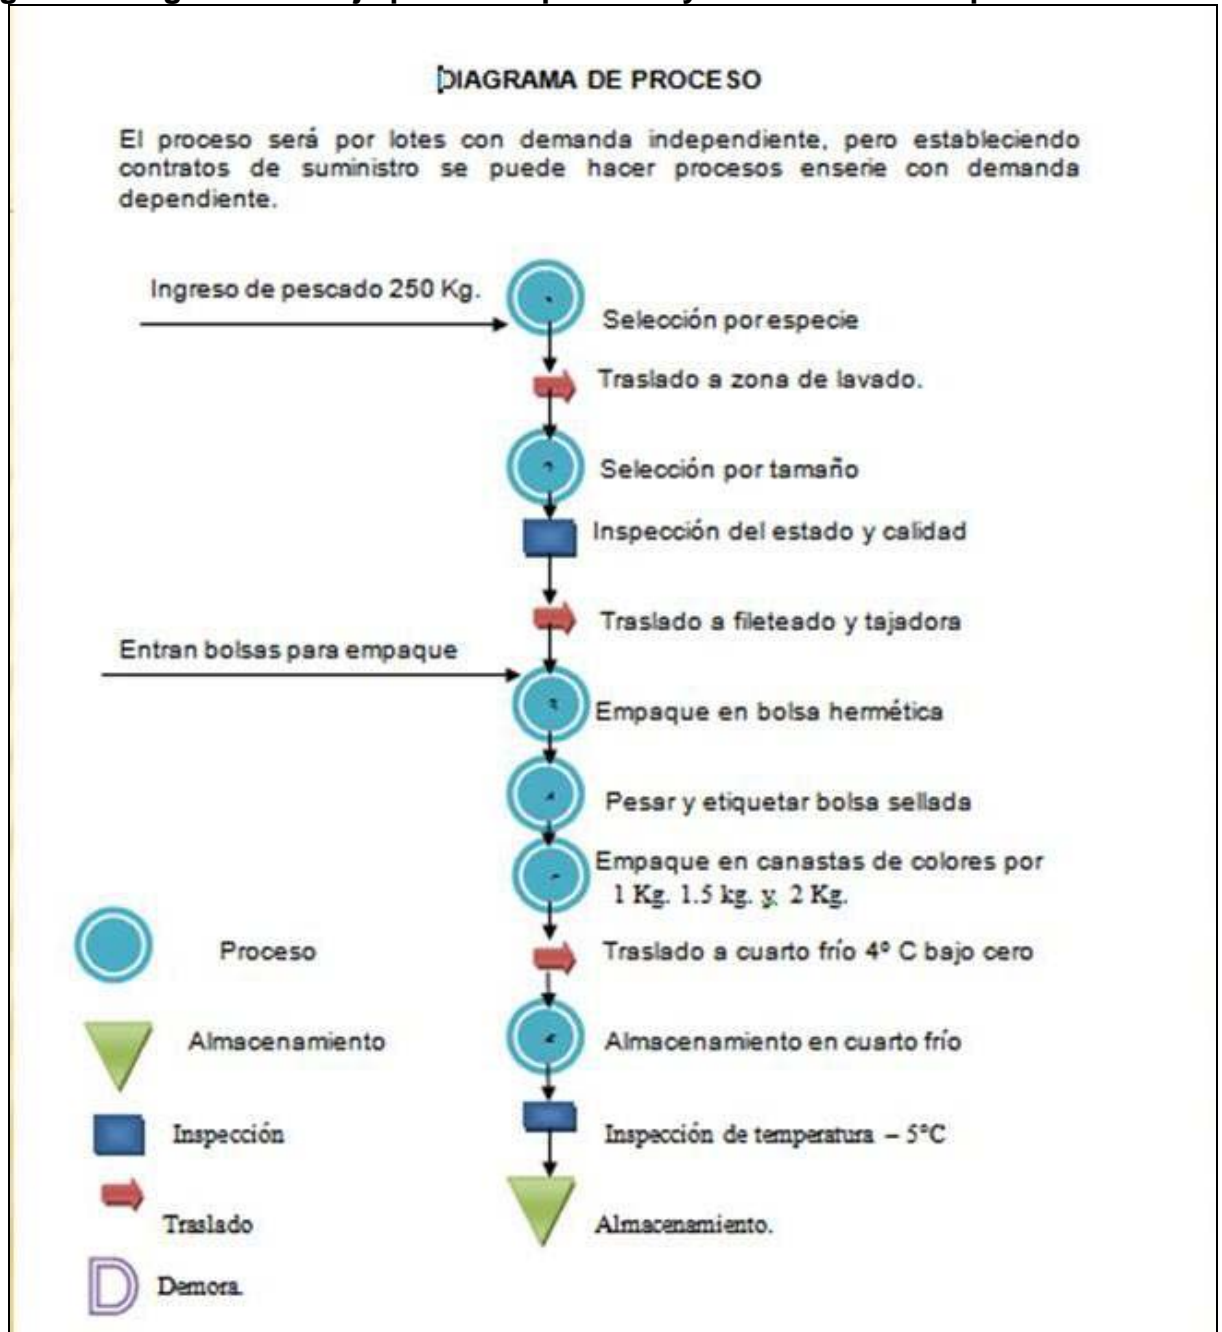 DIAGRAMA DE PROCESO
El proceso será por lotes con demanda independiente, pero estableciendo
contratos de suministro se puede hacer procesos enserie con demanda
dependiente.
Ingreso de pescado 250 Kg.
Selección por especie
Traslado a zona de lavado.
Selección por tamaño
Inspección del estado y calidad
Traslado a fileteado y tajadora
Entran bolsas para empaque
Empaque en bolsa hermética
Pesar y etiquetar bolsa sellada
Empaque en canastas de colores por
1 Kg. 1.5 kg. y. 2 Kg.
Traslado a cuarto frío 4º C bajo cero
Almacenamiento en cuarto frío
Inspección de temperatura – 5°C
Almacenamiento.
Proceso
Almacenamiento
Inspección
Traslado
D
Demora.